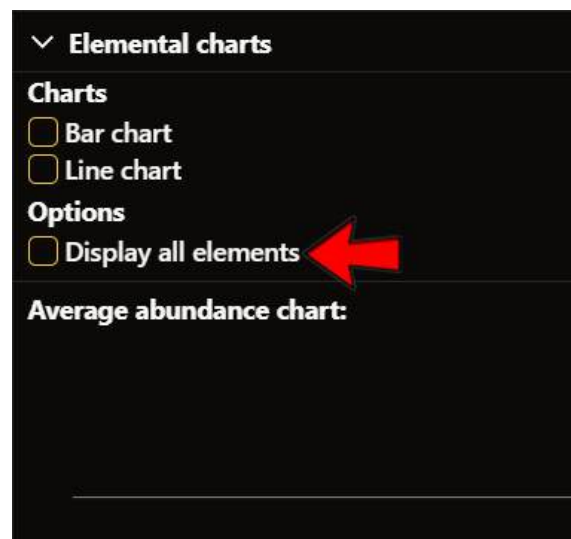 Elemental charts
Charts
Bar chart
Line chart
Options
Display all elements
Average abundance chart: